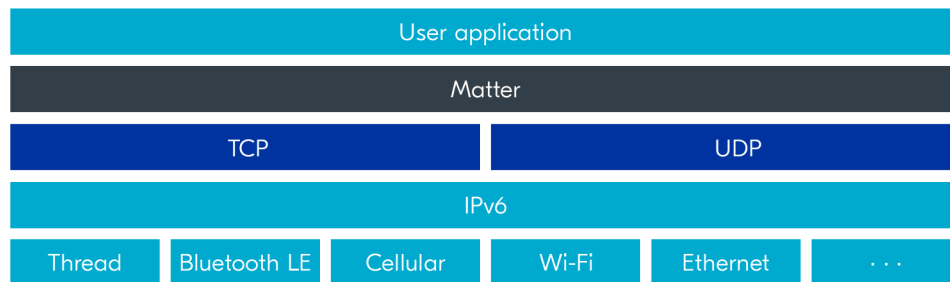 User application
Matter
TCP UDP
IPv6
Thread Bluetooth LE Cellular Wi-Fi Ethernet . . .